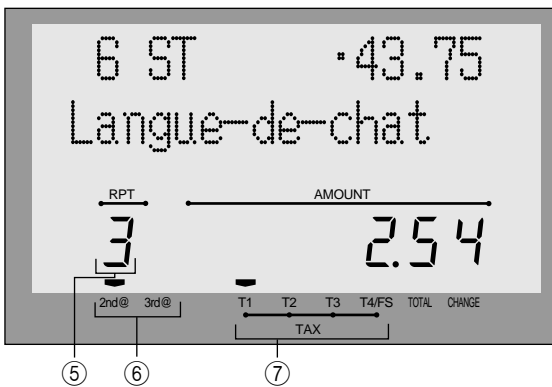 6 ST ·43.75
Langue-de-chat
RPT AMOUNT
3 2.54
2nd@ 3rd@ T1 T2 T3 T4/FS TOTAL CHANGE
TAX
⑤ ⑥ ⑦